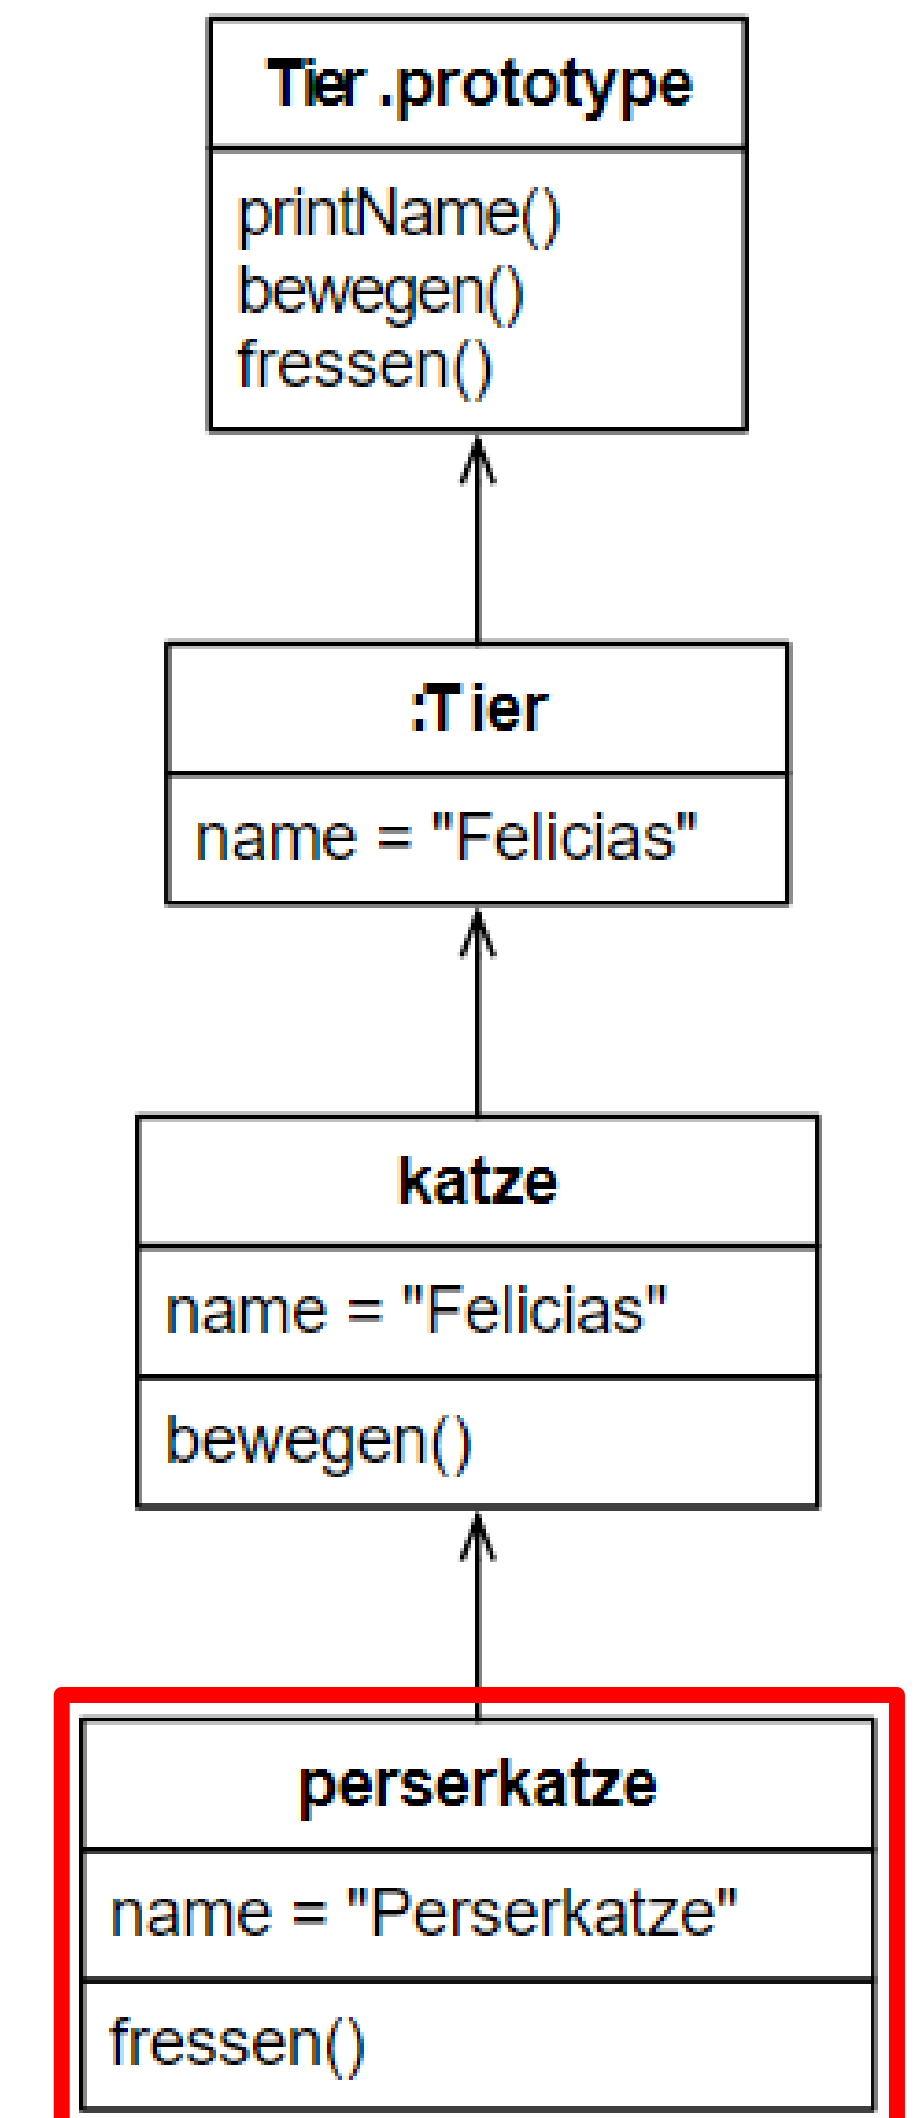 Tier.prototype
printName()
bewegen()
fressen()
:Tier
name = "Felicias"
katze
name = "Felicias"
bewegen()
perserkatze
name = "Perserkatze"
fressen()